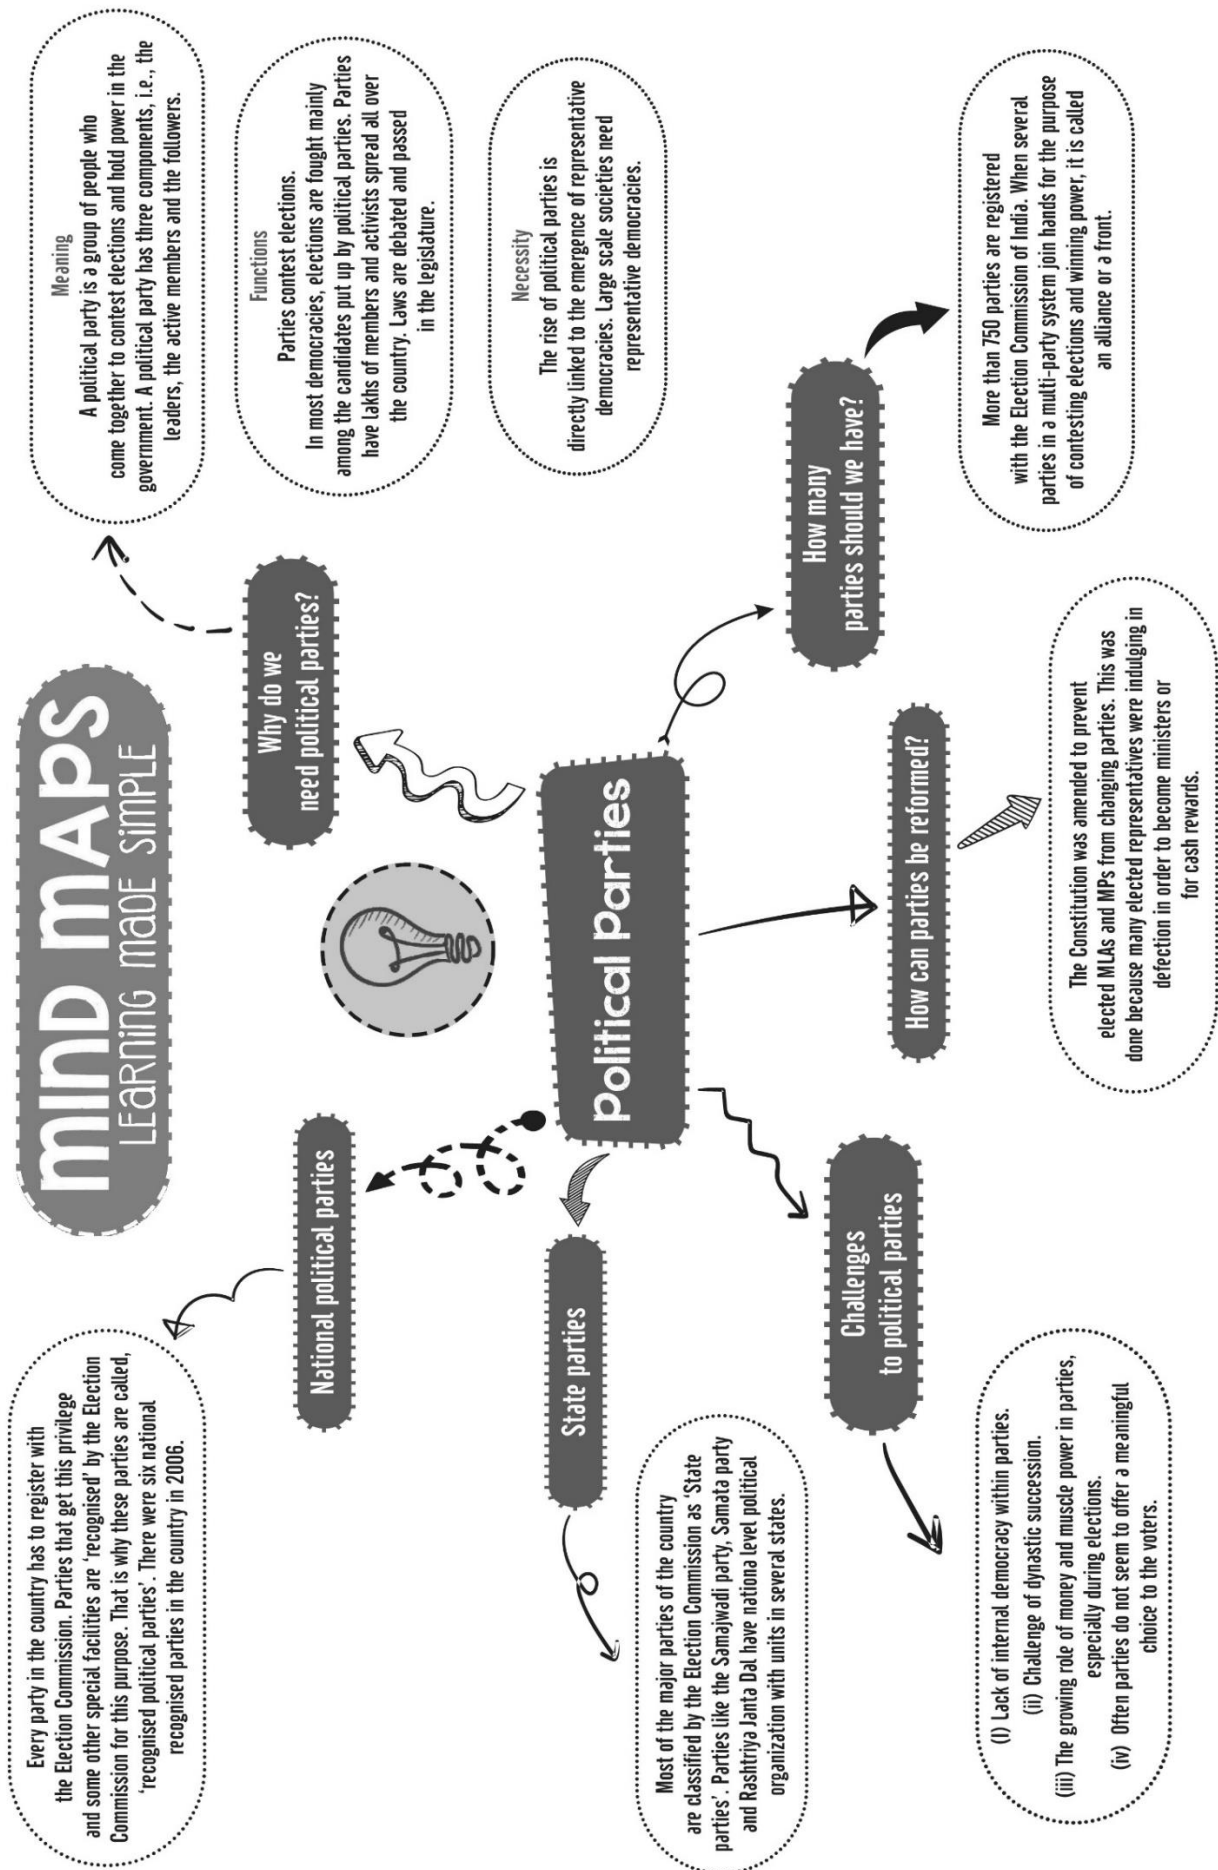 MIND MAPS
LEARNING MADE SIMPLE
Political Parties
Why do we
need political parties?
Meaning
A political party is a group of people who
come together to contest elections and hold power in the
government. A political party has three components, i.e., the
leaders, the active members and the followers.
Functions
Parties contest elections.
In most democracies, elections are fought mainly
among the candidates put up by political parties. Parties
have lakhs of members and activists spread all over
the country. Laws are debated and passed
in the legislature.
Necessity
The rise of political parties is
directly linked to the emergence of representative
democracies. Large scale societies need
representative democracies.
How many
parties should we have?
More than 750 parties are registered
with the Election Commission of India. When several
parties in a multi-party system join hands for the purpose
of contesting elections and winning power, it is called
an alliance or a front.
How can parties be reformed?
The Constitution was amended to prevent
elected MLAs and MPs from changing parties. This was
done because many elected representatives were indulging in
defection in order to become ministers or
for cash rewards.
Challenges
to political parties
(I) Lack of internal democracy within parties.
(ii) Challenge of dynastic succession.
(iii) The growing role of money and muscle power in parties,
especially during elections.
(iv) Often parties do not seem to offer a meaningful
choice to the voters.
State parties
Most of the major parties of the country
are classified by the Election Commission as ‘State
parties’. Parties like the Samajwadi party, Samata party
and Rashtriya Janta Dal have national level political
organization with units in several states.
National political parties
Every party in the country has to register with
the Election Commission. Parties that get this privilege
and some other special facilities are ‘recognised’ by the Election
Commission for this purpose. That is why these parties are called,
‘recognised political parties’. There were six national
recognised parties in the country in 2006.